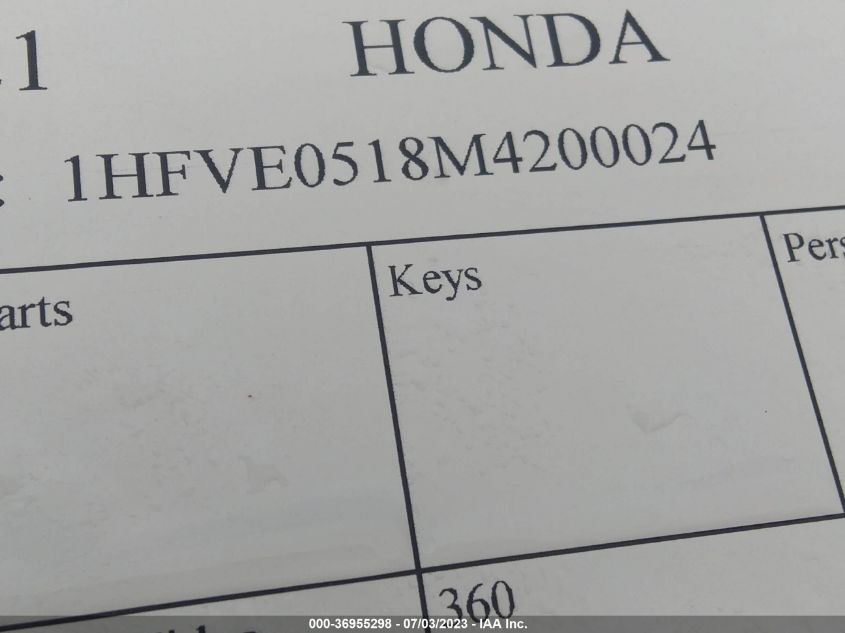 1 HONDA
: 1HFVE0518M4200024
arts Keys Pers
360
000-36955298 - 07/03/2023 - IAA Inc.